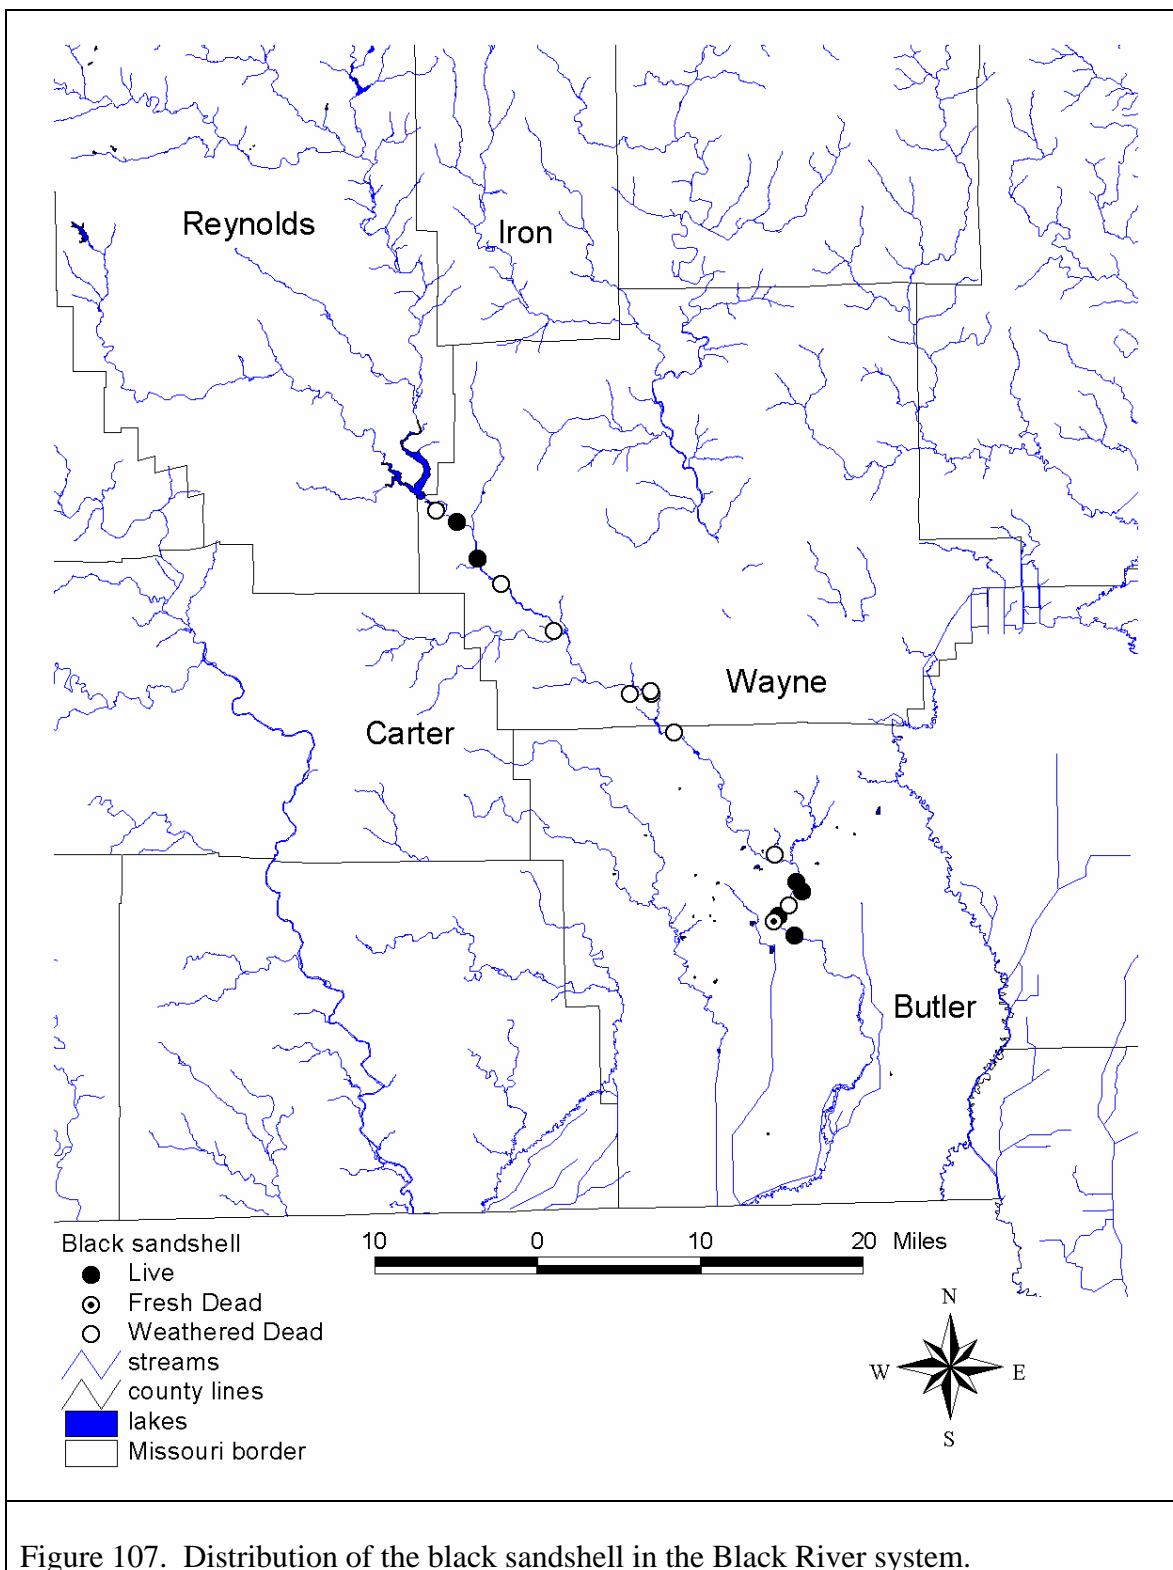 Reynolds
Iron
Wayne
Carter
Butler
Black sandshell
Live
Fresh Dead
Weathered Dead
streams
county lines
lakes
Missouri border
10 0 10 20 Miles
N
W E
S
Figure 107. Distribution of the black sandshell in the Black River system.